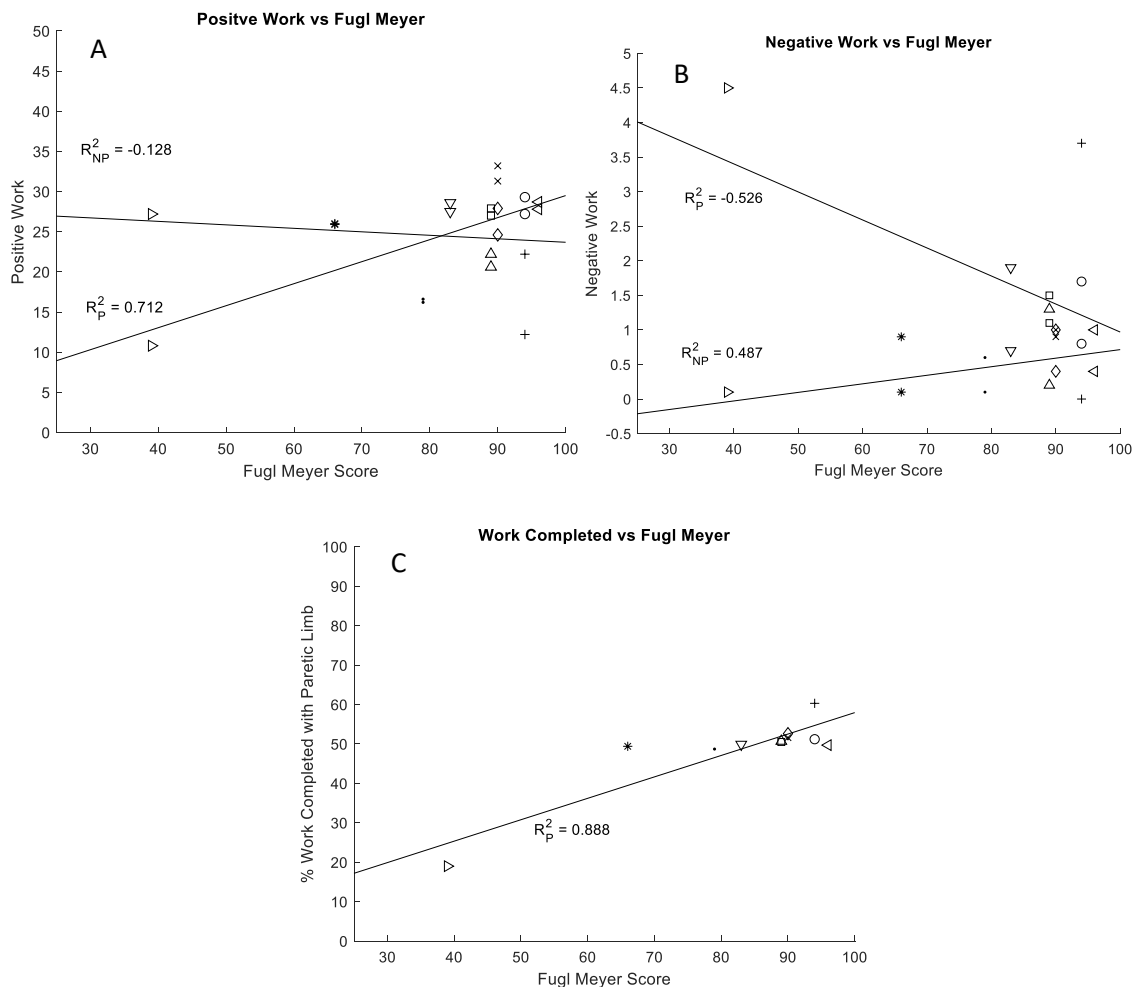 Positve Work vs Fugl Meyer
A
50
45
40
35
30
25
20
15
10
5
0
Positive Work
R²NP = -0.128
R²P = 0.712
30 40 50 60 70 80 90 100
Fugl Meyer Score
Negative Work vs Fugl Meyer
B
5
4.5
4
3.5
3
2.5
2
1.5
1
0.5
0
-0.5
Negative Work
R²P = -0.526
R²NP = 0.487
30 40 50 60 70 80 90 100
Fugl Meyer Score
Work Completed vs Fugl Meyer
C
100
90
80
70
60
50
40
30
20
10
0
% Work Completed with Paretic Limb
R²P = 0.888
30 40 50 60 70 80 90 100
Fugl Meyer Score